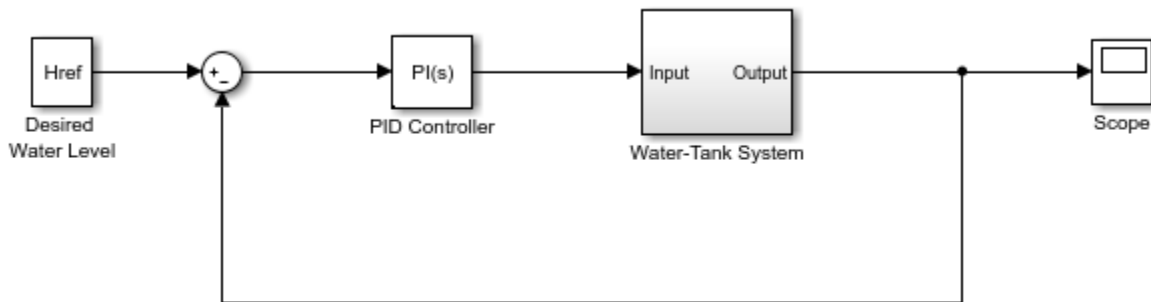 Href
Desired
Water Level
+
-
PI(s)
PID Controller
Input
Output
Water-Tank System
Scope